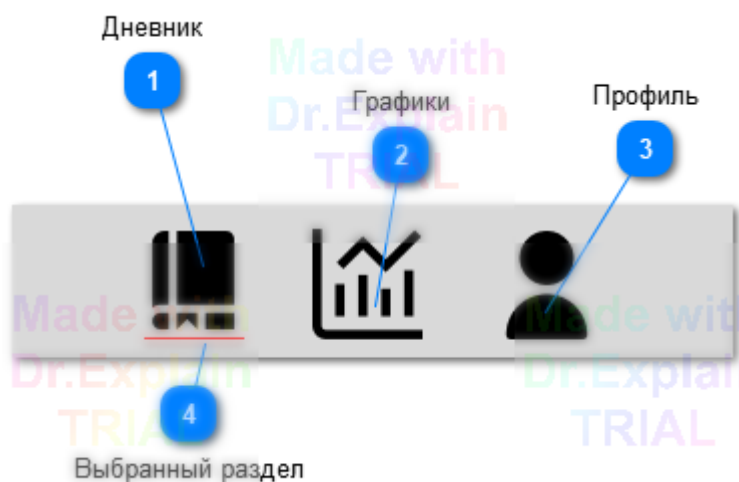 Дневник
1
Made with
Dr.Explain
TRIAL
Графики
2
Профиль
3
Made with
Dr.Explain
TRIAL
Made wit
Dr.Explai
TRIAL
4
Выбранный раздел